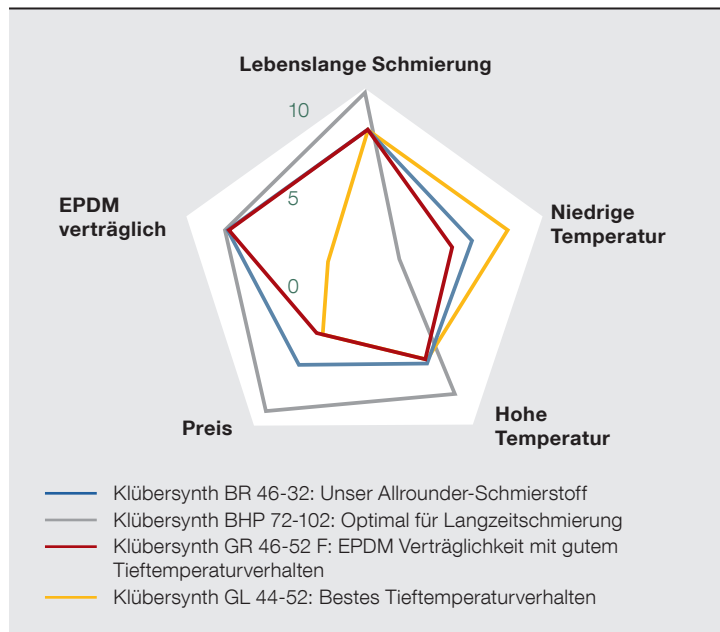 Lebenslange Schmierung
10
5
0
EPDM
verträglich
Niedrige
Temperatur
Preis
Hohe
Temperatur
Klübersynth BR 46-32: Unser Allrounder-Schmierstoff
Klübersynth BHP 72-102: Optimal für Langzeitschmierung
Klübersynth GR 46-52 F: EPDM Verträglichkeit mit gutem
Tieftemperaturverhalten
Klübersynth GL 44-52: Bestes Tieftemperaturverhalten